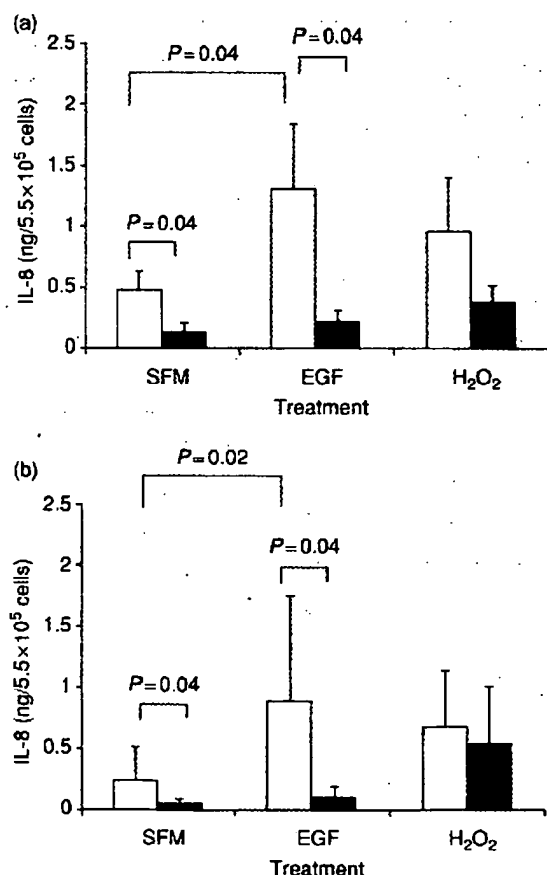 (a)
2.5
P=0.04
P=0.04
2
1.5
1
P=0.04
0.5
0
IL-8 (ng/5.5×10⁵ cells)
SFM EGF H₂O₂
Treatment
P=0.02
(b)
2.5
P=0.04
2
1.5
1
P=0.04
0.5
0
IL-8 (ng/5.5×10⁵ cells)
SFM EGF H₂O₂
Treatment